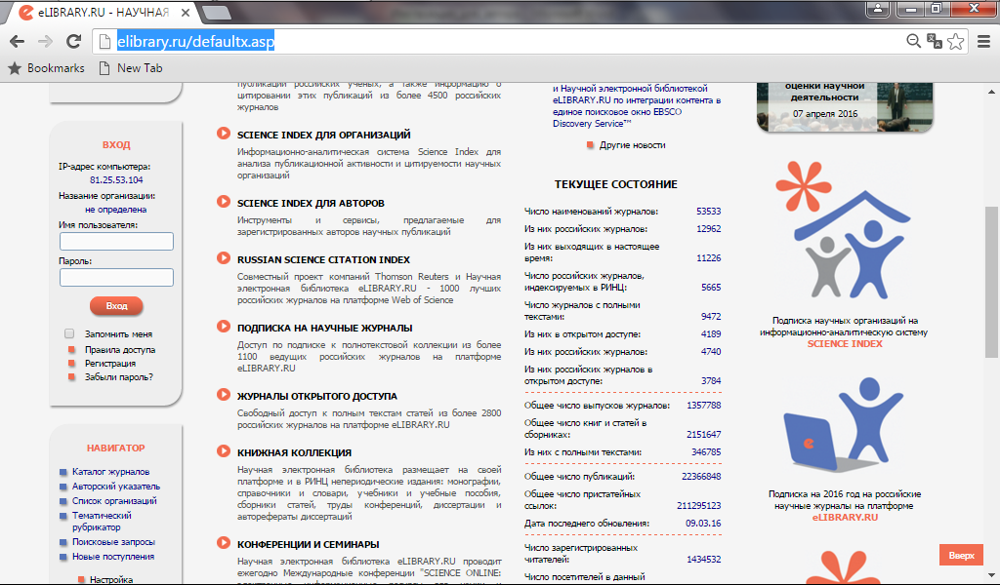 eLIBRARY.RU - НАУЧНАЯ
elibrary.ru/defaultx.asp
Bookmarks
New Tab
ВХОД
IP-адрес компьютера:
81.25.53.104
Название организации:
не определена
Имя пользователя:
Пароль:
Вход
Запомнить меня
Правила доступа
Регистрация
Забыли пароль?
НАВИГАТОР
Каталог журналов
Авторский указатель
Список организаций
Тематический
рубрикатор
Поисковые запросы
Новые поступления
Настройка
публикации российских ученых, а также информацию о
цитировании этих публикаций из более 4500 российских
журналов
SCIENCE INDEX ДЛЯ ОРГАНИЗАЦИЙ
Информационно-аналитическая система Science Index для
анализа публикационной активности и цитируемости научных
организаций
SCIENCE INDEX ДЛЯ АВТОРОВ
Инструменты и сервисы, предлагаемые для
зарегистрированных авторов научных публикаций
RUSSIAN SCIENCE CITATION INDEX
Совместный проект компаний Thomson Reuters и Научная
электронная библиотека eLIBRARY.RU - 1000 лучших
российских журналов на платформе Web of Science
ПОДПИСКА НА НАУЧНЫЕ ЖУРНАЛЫ
Доступ по подписке к полнотекстовой коллекции из более
1100 ведущих российских журналов на платформе
eLIBRARY.RU
ЖУРНАЛЫ ОТКРЫТОГО ДОСТУПА
Свободный доступ к полным текстам статей из более 2800
российских журналов на платформе eLIBRARY.RU
КНИЖНАЯ КОЛЛЕКЦИЯ
Научная электронная библиотека размещает на своей
платформе и в РИНЦ непериодические издания: монографии,
справочники и словари, учебники и учебные пособия,
сборники статей, труды конференций, диссертации и
авторефераты диссертаций
КОНФЕРЕНЦИИ И СЕМИНАРЫ
Научная электронная библиотека eLIBRARY.RU проводит
ежегодно Международные конференции "SCIENCE ONLINE:
и Научной электронной библиотекой
eLIBRARY.RU по интеграции контента в
единое поисковое окно EBSCO
Discovery Service™
Другие новости
ТЕКУЩЕЕ СОСТОЯНИЕ
Число наименований журналов: 53533
Из них российских журналов: 12962
Из них выходящих в настоящее
время: 11226
Число российских журналов,
индексируемых в РИНЦ: 5665
Число журналов с полными
текстами: 9472
Из них в открытом доступе: 4189
Из них российских журналов: 4740
Из них российских журналов в
открытом доступе: 3784
Общее число выпусков журналов: 1357788
Общее число книг и статей в
сборниках: 2151647
Из них с полными текстами: 346785
Общее число публикаций: 22366848
Общее число пристатейных
ссылок: 211295123
Дата последнего обновления: 09.03.16
Число зарегистрированных
читателей: 1434532
Число посетителей в данный
оценки научной
деятельности
07 апреля 2016
Подписка научных организаций на
информационно-аналитическую систему
SCIENCE INDEX
Подписка на 2016 год на российские
научные журналы на платформе
eLIBRARY.RU
Вверх